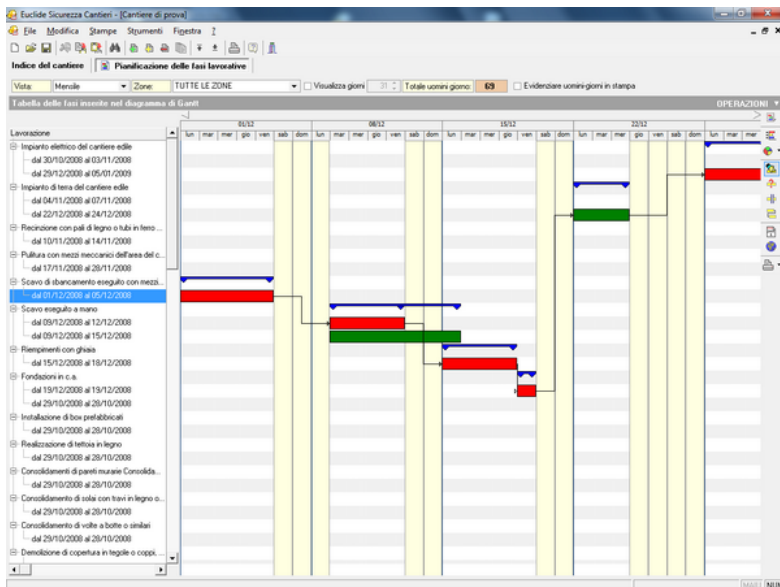 Euclide Sicurezza Cantieri - [Cantiere di prova]
File Modifica Stampe Strumenti Finestra ?
Indice del cantiere Pianificazione delle fasi lavorative
Vista: Mensile Zone: TUTTE LE ZONE Visualizza giorni 31 Totale uomini giorno: 69 Evidenziare uomini-giorni in stampa
Tabella delle fasi inserite nel diagramma di Gantt OPERAZIONI
01/12 08/12 15/12 22/12
Lavorazione lun mar mer gio ven sab dom lun mar mer gio ven sab dom lun mar mer gio ven sab dom lun mar mer gio ven sab dom lun mar mer
Impianto elettrico del cantiere edile
dal 30/10/2008 al 03/11/2008
dal 29/12/2008 al 05/01/2009
Impianto di terra del cantiere edile
dal 04/11/2008 al 07/11/2008
dal 22/12/2008 al 24/12/2008
Recinzione con pali di legno o tubi in ferro ...
dal 10/11/2008 al 14/11/2008
Pulitura con mezzi meccanici dell'area del c...
dal 17/11/2008 al 28/11/2008
Scavo di sbancamento eseguito con mezzi...
dal 01/12/2008 al 05/12/2008
Scavo eseguito a mano
dal 09/12/2008 al 12/12/2008
dal 09/12/2008 al 15/12/2008
Riempimenti con ghiaia
dal 15/12/2008 al 18/12/2008
Fondazioni in c.a.
dal 19/12/2008 al 19/12/2008
dal 29/10/2008 al 28/10/2008
Installazione di box prefabbricati
dal 29/10/2008 al 28/10/2008
Realizzazione di tettoia in legno
dal 29/10/2008 al 28/10/2008
Consolidamenti di pareti murarie Consolida...
dal 29/10/2008 al 28/10/2008
Consolidamento di solai con travi in legno o...
dal 29/10/2008 al 28/10/2008
Consolidamento di volte a botte o similari
dal 29/10/2008 al 28/10/2008
Demolizione di copertura in tegole o coppi, ...
MAIU NUM